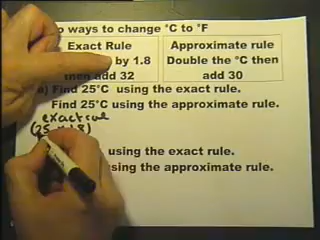 o ways to change °C to °F
Exact Rule
by 1.8
then add 32
Approximate rule
Double the °C then
add 30
a) Find 25°C using the exact rule.
Find 25°C using the approximate rule.
exact rule
(25 × 1.8)
using the exact rule.
using the approximate rule.